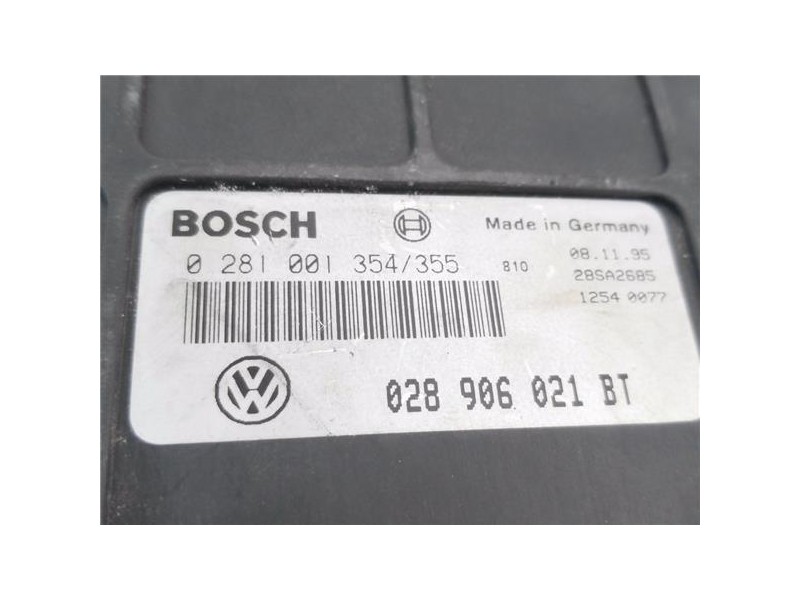 BOSCH Made in Germany
0 281 001 354/355 810 08.11.95
28SA2685
1254 0077
VW 028 906 021 BT